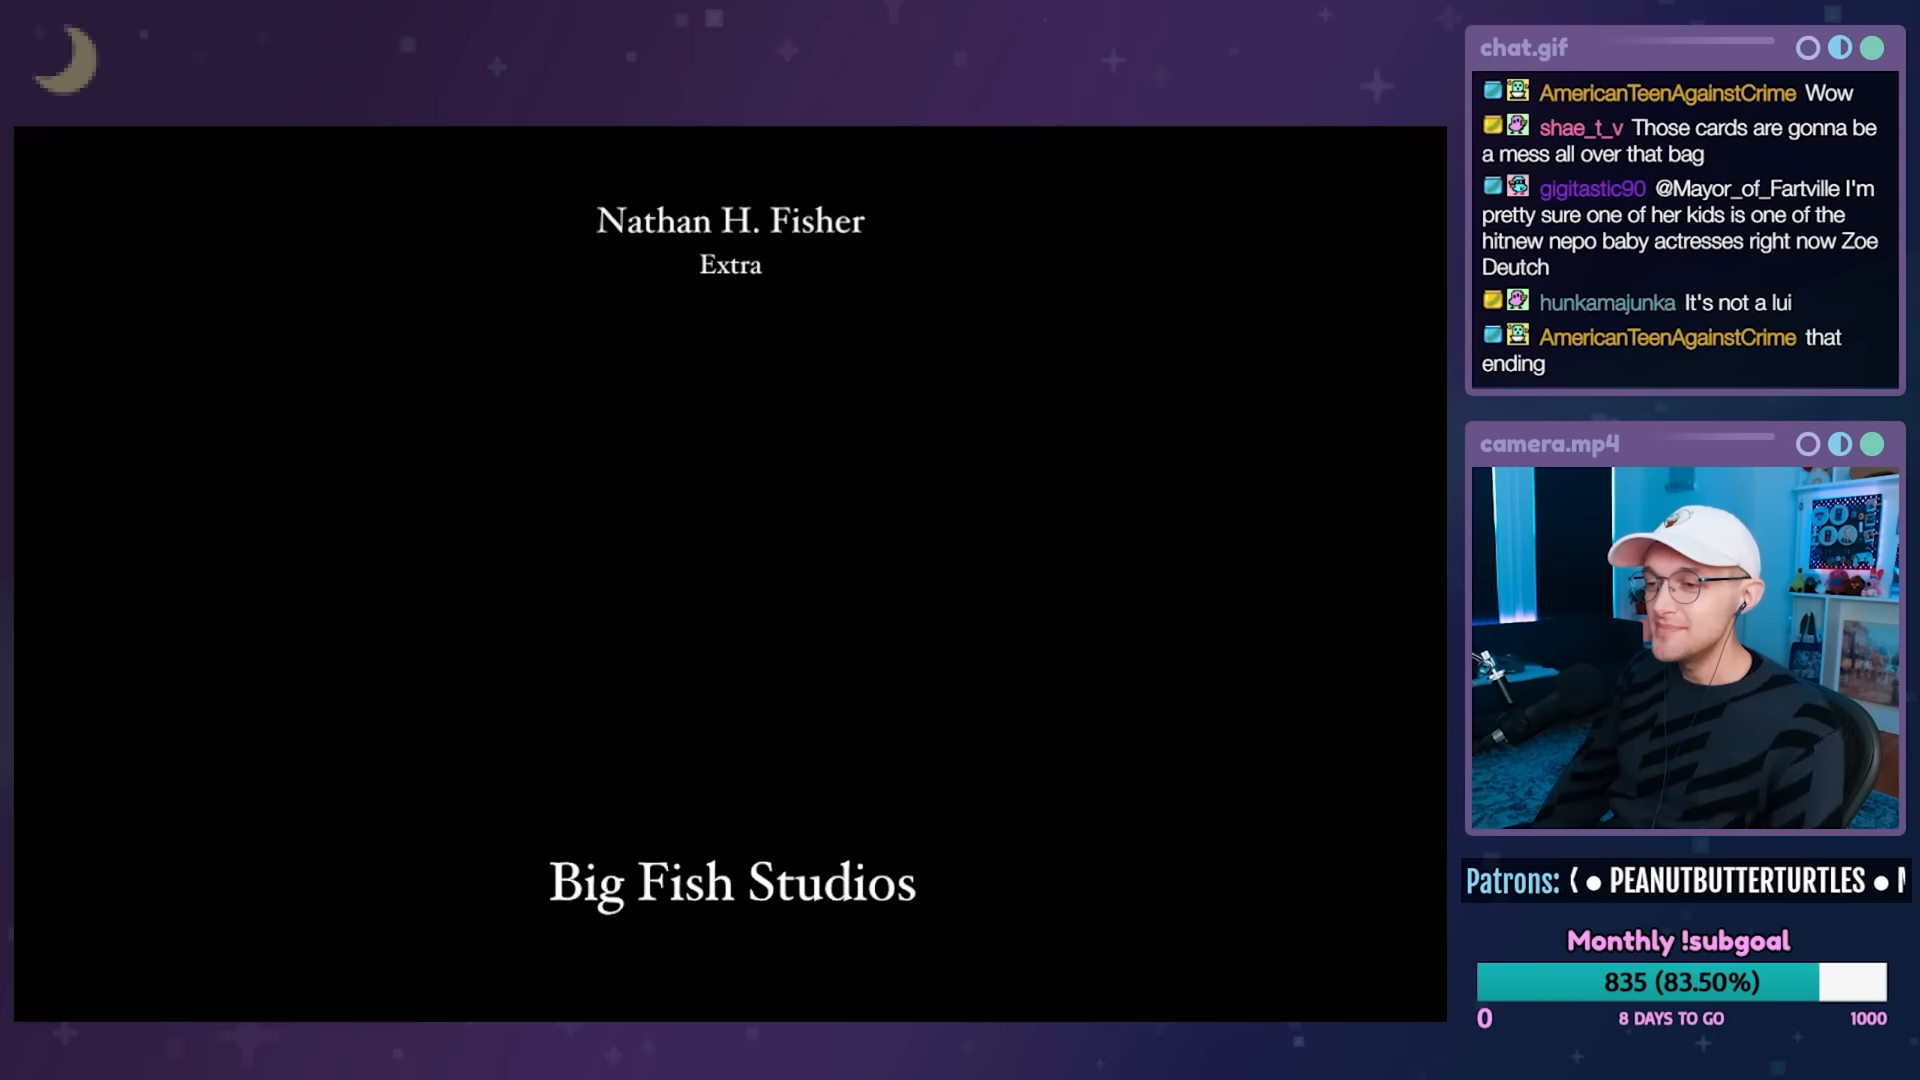 Nathan H. Fisher
Extra
Big Fish Studios
chat.gif
AmericanTeenAgainstCrime Wow
shae_t_v Those cards are gonna be
a mess all over that bag
gigitastic90 @Mayor_of_Fartville I'm
pretty sure one of her kids is one of the
hitnew nepo baby actresses right now Zoe
Deutch
hunkamajunka It's not a lui
AmericanTeenAgainstCrime that
ending
camera.mp4
Patrons: ● PEANUTBUTTERTURTLES ●
Monthly !subgoal
835 (83.50%)
0 8 DAYS TO GO 1000